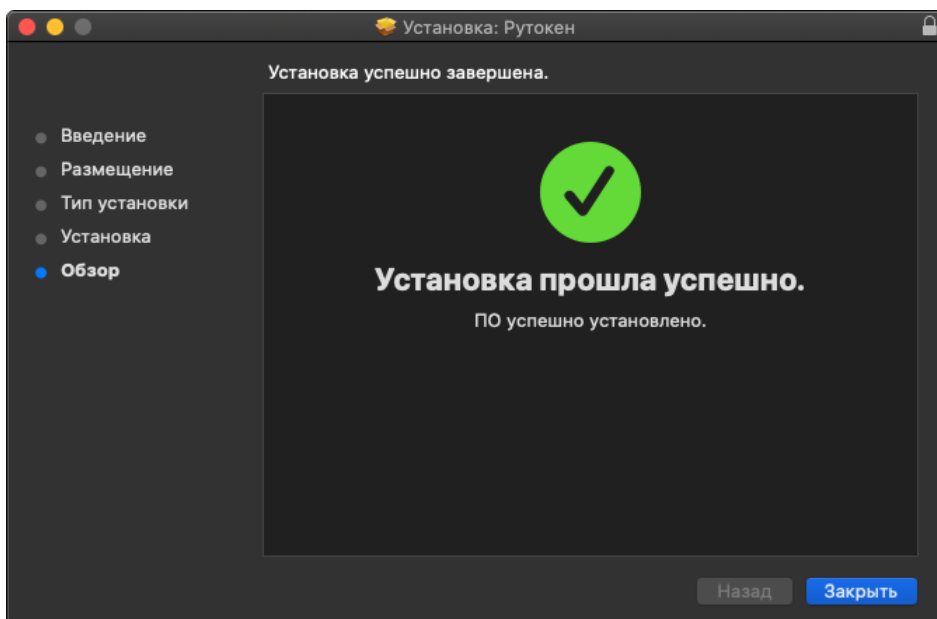 Установка: Рутокен
Установка успешно завершена.
Введение
Размещение
Тип установки
Установка
Обзор
Установка прошла успешно.
ПО успешно установлено.
Назад
Закрыть